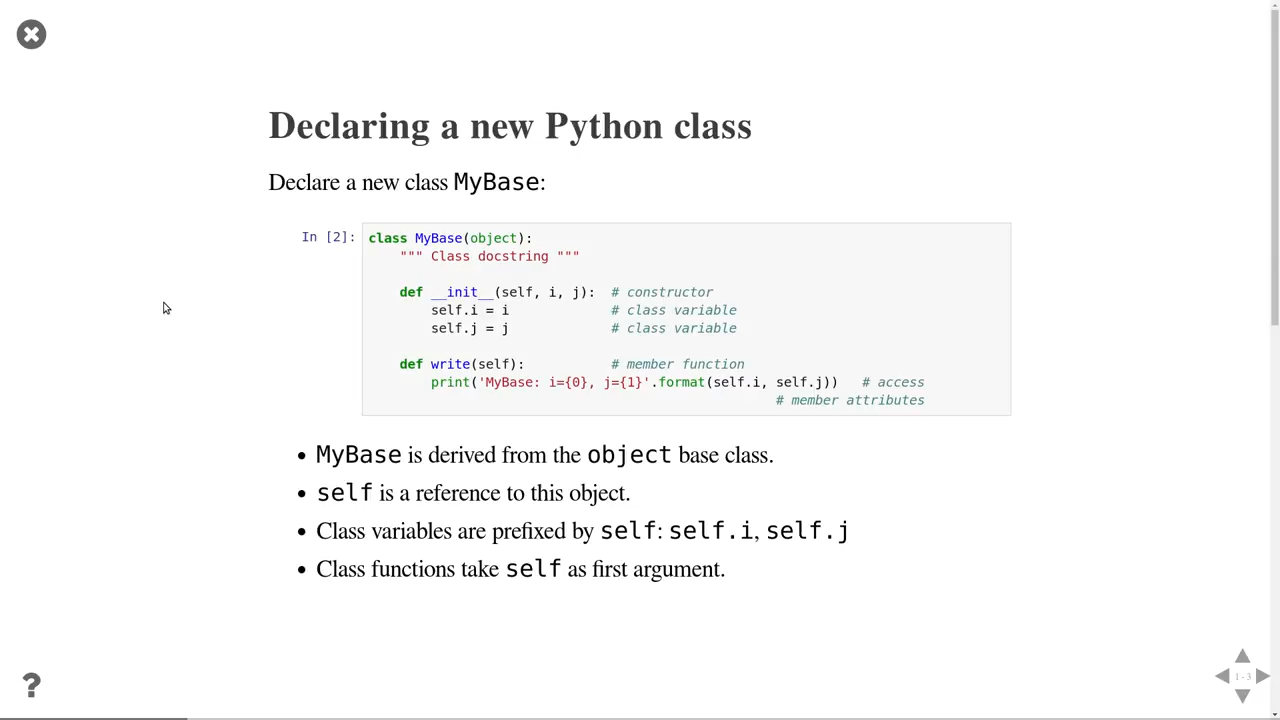 Declaring a new Python class
Declare a new class MyBase:
In [2]: class MyBase(object):
""" Class docstring """
def __init__(self, i, j):  # constructor
self.i = i             # class variable
self.j = j             # class variable
def write(self):           # member function
print('MyBase: i={0}, j={1}'.format(self.i, self.j))   # access
# member attributes
• MyBase is derived from the object base class.
• self is a reference to this object.
• Class variables are prefixed by self: self.i, self.j
• Class functions take self as first argument.
?
1 - 3